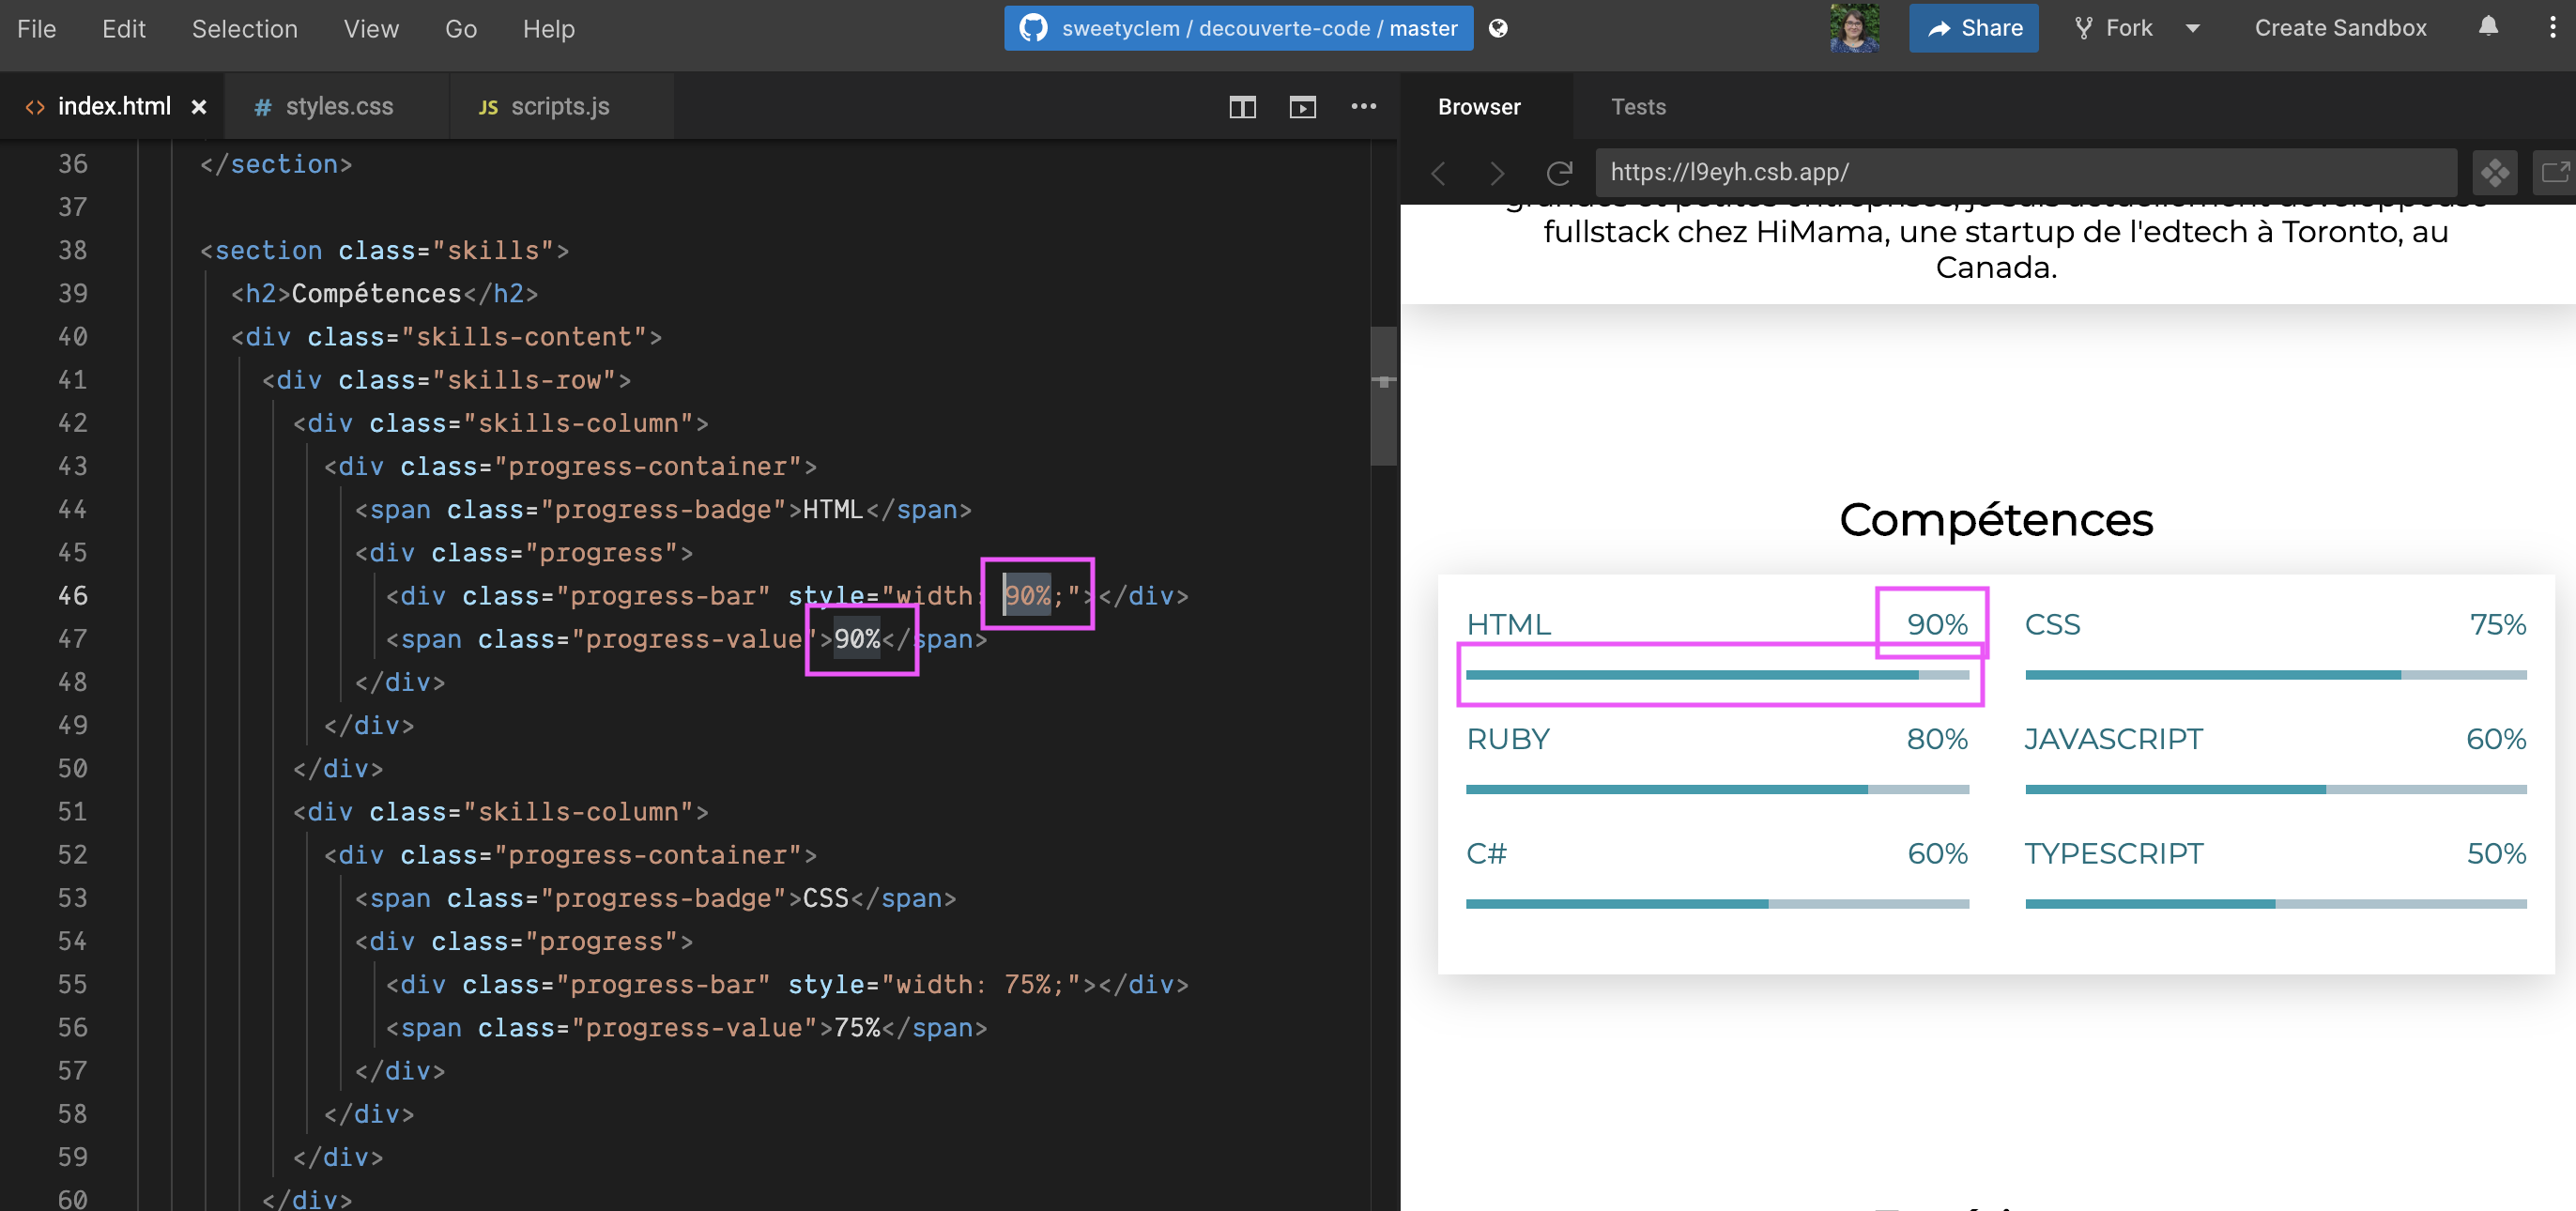 File Edit Selection View Go Help
sweetyclem / decouverte-code / master
Share Fork Create Sandbox
<> index.html × # styles.css JS scripts.js
Browser Tests
https://l9eyh.csb.app/
36 </section>
37
38 <section class="skills">
39 <h2>Compétences</h2>
40 <div class="skills-content">
41 <div class="skills-row">
42 <div class="skills-column">
43 <div class="progress-container">
44 <span class="progress-badge">HTML</span>
45 <div class="progress">
46 <div class="progress-bar" style="width: 90%;"></div>
47 <span class="progress-value">90%</span>
48 </div>
49 </div>
50 </div>
51 <div class="skills-column">
52 <div class="progress-container">
53 <span class="progress-badge">CSS</span>
54 <div class="progress">
55 <div class="progress-bar" style="width: 75%;"></div>
56 <span class="progress-value">75%</span>
57 </div>
58 </div>
59 </div>
60 </div>
grandes et petites entreprises, je suis actuellement développeuse
fullstack chez HiMama, une startup de l'edtech à Toronto, au
Canada.
Compétences
HTML 90% CSS 75%
RUBY 80% JAVASCRIPT 60%
C# 60% TYPESCRIPT 50%